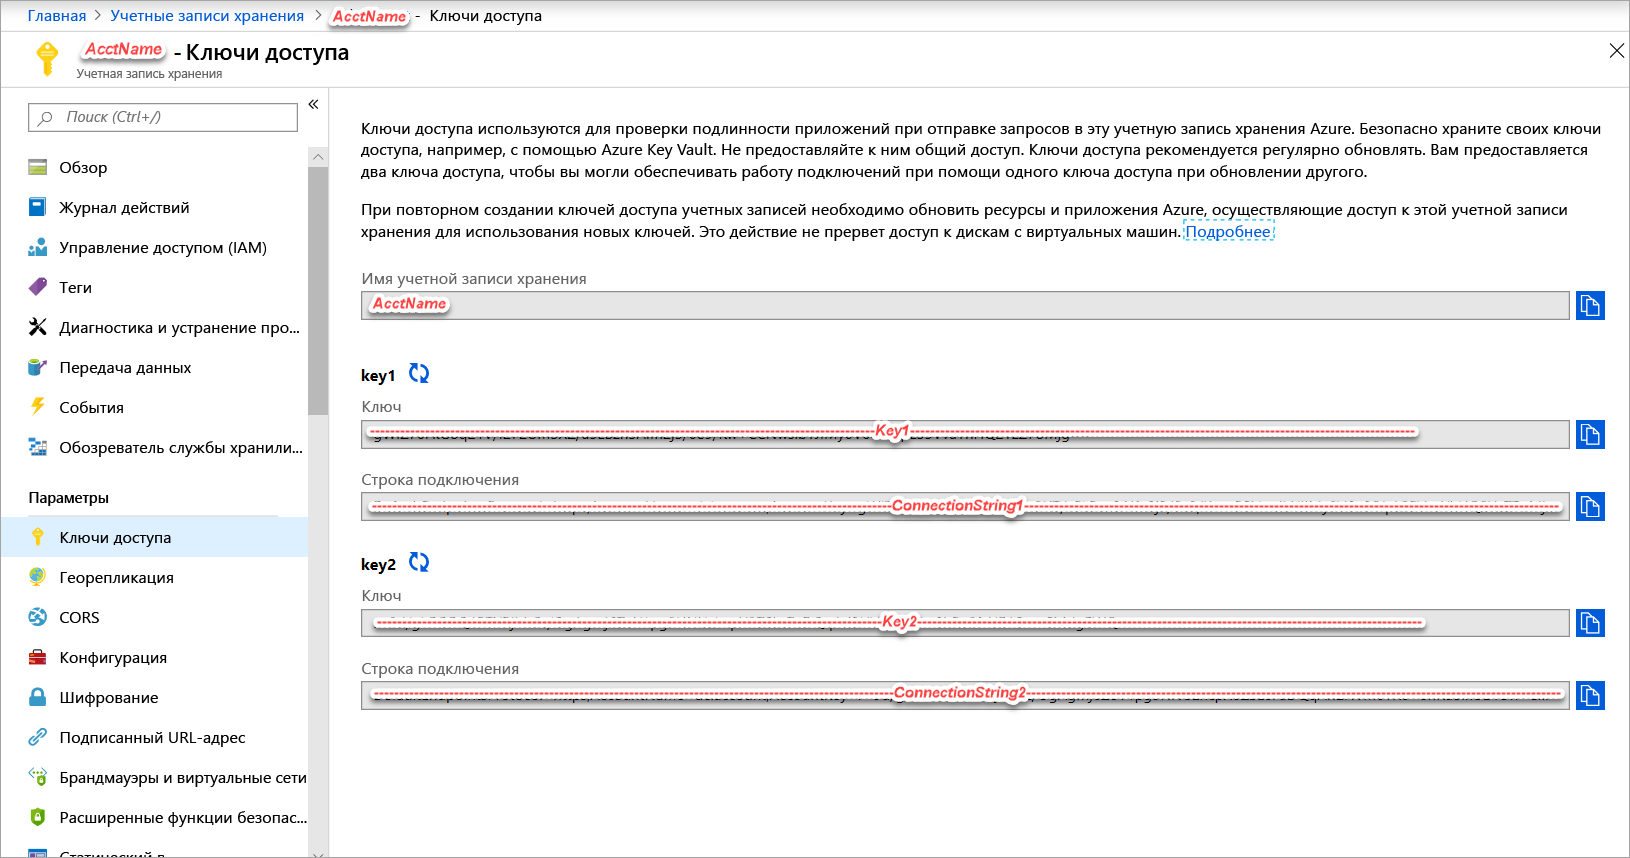 Главная > Учетные записи хранения > AcctName - Ключи доступа
AcctName - Ключи доступа
Учетная запись хранения
Поиск (Ctrl+/)
«
Обзор
Журнал действий
Управление доступом (IAM)
Теги
Диагностика и устранение про...
Передача данных
События
Обозреватель службы хранили...
Параметры
Ключи доступа
Георепликация
CORS
Конфигурация
Шифрование
Подписанный URL-адрес
Брандмауэры и виртуальные сети
Расширенные функции безопас...
Ключи доступа используются для проверки подлинности приложений при отправке запросов в эту учетную запись хранения Azure. Безопасно храните своих ключи
доступа, например, с помощью Azure Key Vault. Не предоставляйте к ним общий доступ. Ключи доступа рекомендуется регулярно обновлять. Вам предоставляется
два ключа доступа, чтобы вы могли обеспечивать работу подключений при помощи одного ключа доступа при обновлении другого.
При повторном создании ключей доступа учетных записей необходимо обновить ресурсы и приложения Azure, осуществляющие доступ к этой учетной записи
хранения для использования новых ключей. Это действие не прервет доступ к дискам с виртуальных машин. Подробнее
Имя учетной записи хранения
AcctName
key1
Ключ
Key1
Строка подключения
ConnectionString1
key2
Ключ
Key2
Строка подключения
ConnectionString2